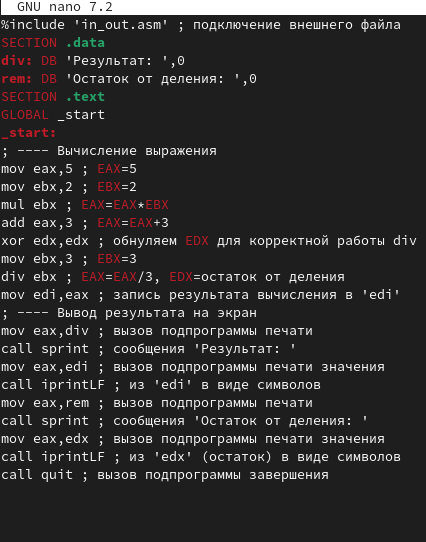 GNU nano 7.2
%include 'in_out.asm' ; подключение внешнего файла
SECTION .data
div: DB 'Результат: ',0
rem: DB 'Остаток от деления: ',0
SECTION .text
GLOBAL _start
_start:
; ---- Вычисление выражения
mov eax,5 ; EAX=5
mov ebx,2 ; EBX=2
mul ebx ; EAX=EAX*EBX
add eax,3 ; EAX=EAX+3
xor edx,edx ; обнуляем EDX для корректной работы div
mov ebx,3 ; EBX=3
div ebx ; EAX=EAX/3, EDX=остаток от деления
mov edi,eax ; запись результата вычисления в 'edi'
; ---- Вывод результата на экран
mov eax,div ; вызов подпрограммы печати
call sprint ; сообщения 'Результат: '
mov eax,edi ; вызов подпрограммы печати значения
call iprintLF ; из 'edi' в виде символов
mov eax,rem ; вызов подпрограммы печати
call sprint ; сообщения 'Остаток от деления: '
mov eax,edx ; вызов подпрограммы печати значения
call iprintLF ; из 'edx' (остаток) в виде символов
call quit ; вызов подпрограммы завершения